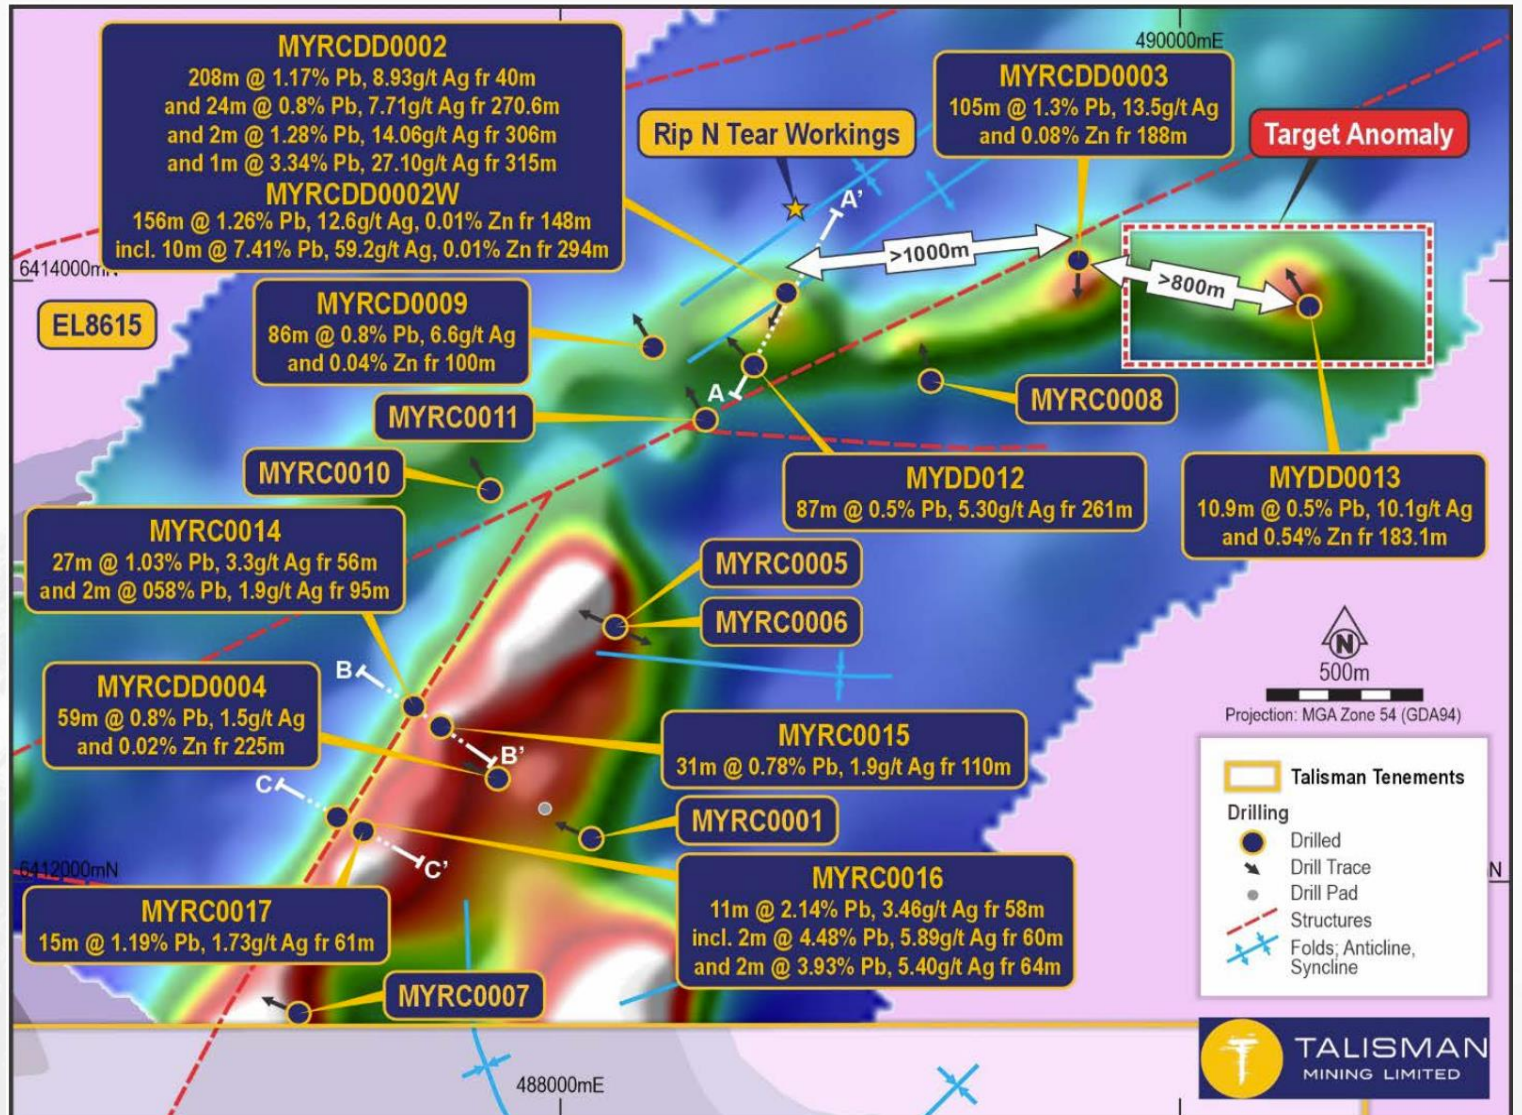 490000mE
MYRCDD0002
208m @ 1.17% Pb, 8.93g/t Ag fr 40m
and 24m @ 0.8% Pb, 7.71g/t Ag fr 270.6m
and 2m @ 1.28% Pb, 14.06g/t Ag fr 306m
and 1m @ 3.34% Pb, 27.10g/t Ag fr 315m
MYRCDD0002W
156m @ 1.26% Pb, 12.6g/t Ag, 0.01% Zn fr 148m
incl. 10m @ 7.41% Pb, 59.2g/t Ag, 0.01% Zn fr 294m
Rip N Tear Workings
MYRCDD0003
105m @ 1.3% Pb, 13.5g/t Ag
and 0.08% Zn fr 188m
Target Anomaly
A'
>1000m
>800m
6414000mN
EL8615
MYRCD0009
86m @ 0.8% Pb, 6.6g/t Ag
and 0.04% Zn fr 100m
A
MYRC0008
MYRC0011
MYRC0010
MYDD012
87m @ 0.5% Pb, 5.30g/t Ag fr 261m
MYDD0013
10.9m @ 0.5% Pb, 10.1g/t Ag
and 0.54% Zn fr 183.1m
MYRC0014
27m @ 1.03% Pb, 3.3g/t Ag fr 56m
and 2m @ 058% Pb, 1.9g/t Ag fr 95m
MYRC0005
MYRC0006
N
500m
Projection: MGA Zone 54 (GDA94)
B
B'
MYRCDD0004
59m @ 0.8% Pb, 1.5g/t Ag
and 0.02% Zn fr 225m
MYRC0015
31m @ 0.78% Pb, 1.9g/t Ag fr 110m
C
C'
MYRC0001
6412000mN
N
MYRC0016
11m @ 2.14% Pb, 3.46g/t Ag fr 58m
incl. 2m @ 4.48% Pb, 5.89g/t Ag fr 60m
and 2m @ 3.93% Pb, 5.40g/t Ag fr 64m
MYRC0017
15m @ 1.19% Pb, 1.73g/t Ag fr 61m
MYRC0007
Talisman Tenements
Drilling
Drilled
Drill Trace
Drill Pad
Structures
Folds; Anticline,
Syncline
488000mE
TALISMAN
MINING LIMITED